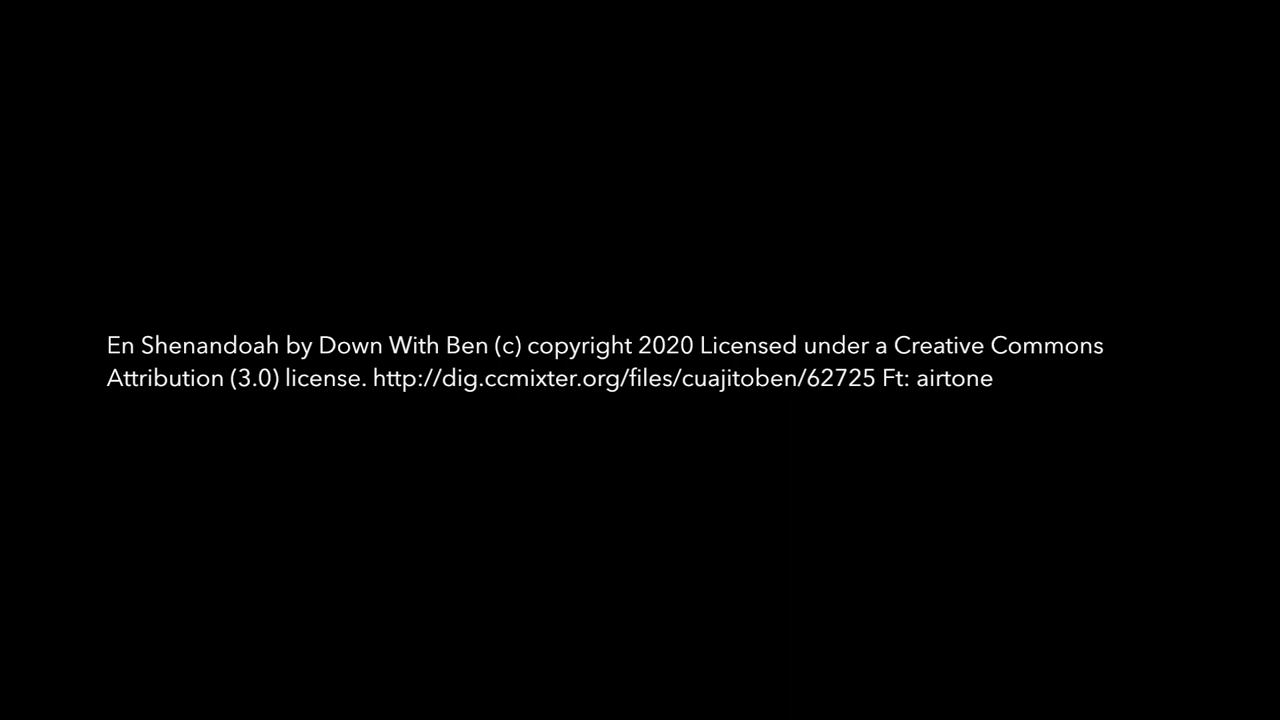 En Shenandoah by Down With Ben (c) copyright 2020 Licensed under a Creative Commons
Attribution (3.0) license. http://dig.ccmixter.org/files/cuajitoben/62725 Ft: airtone